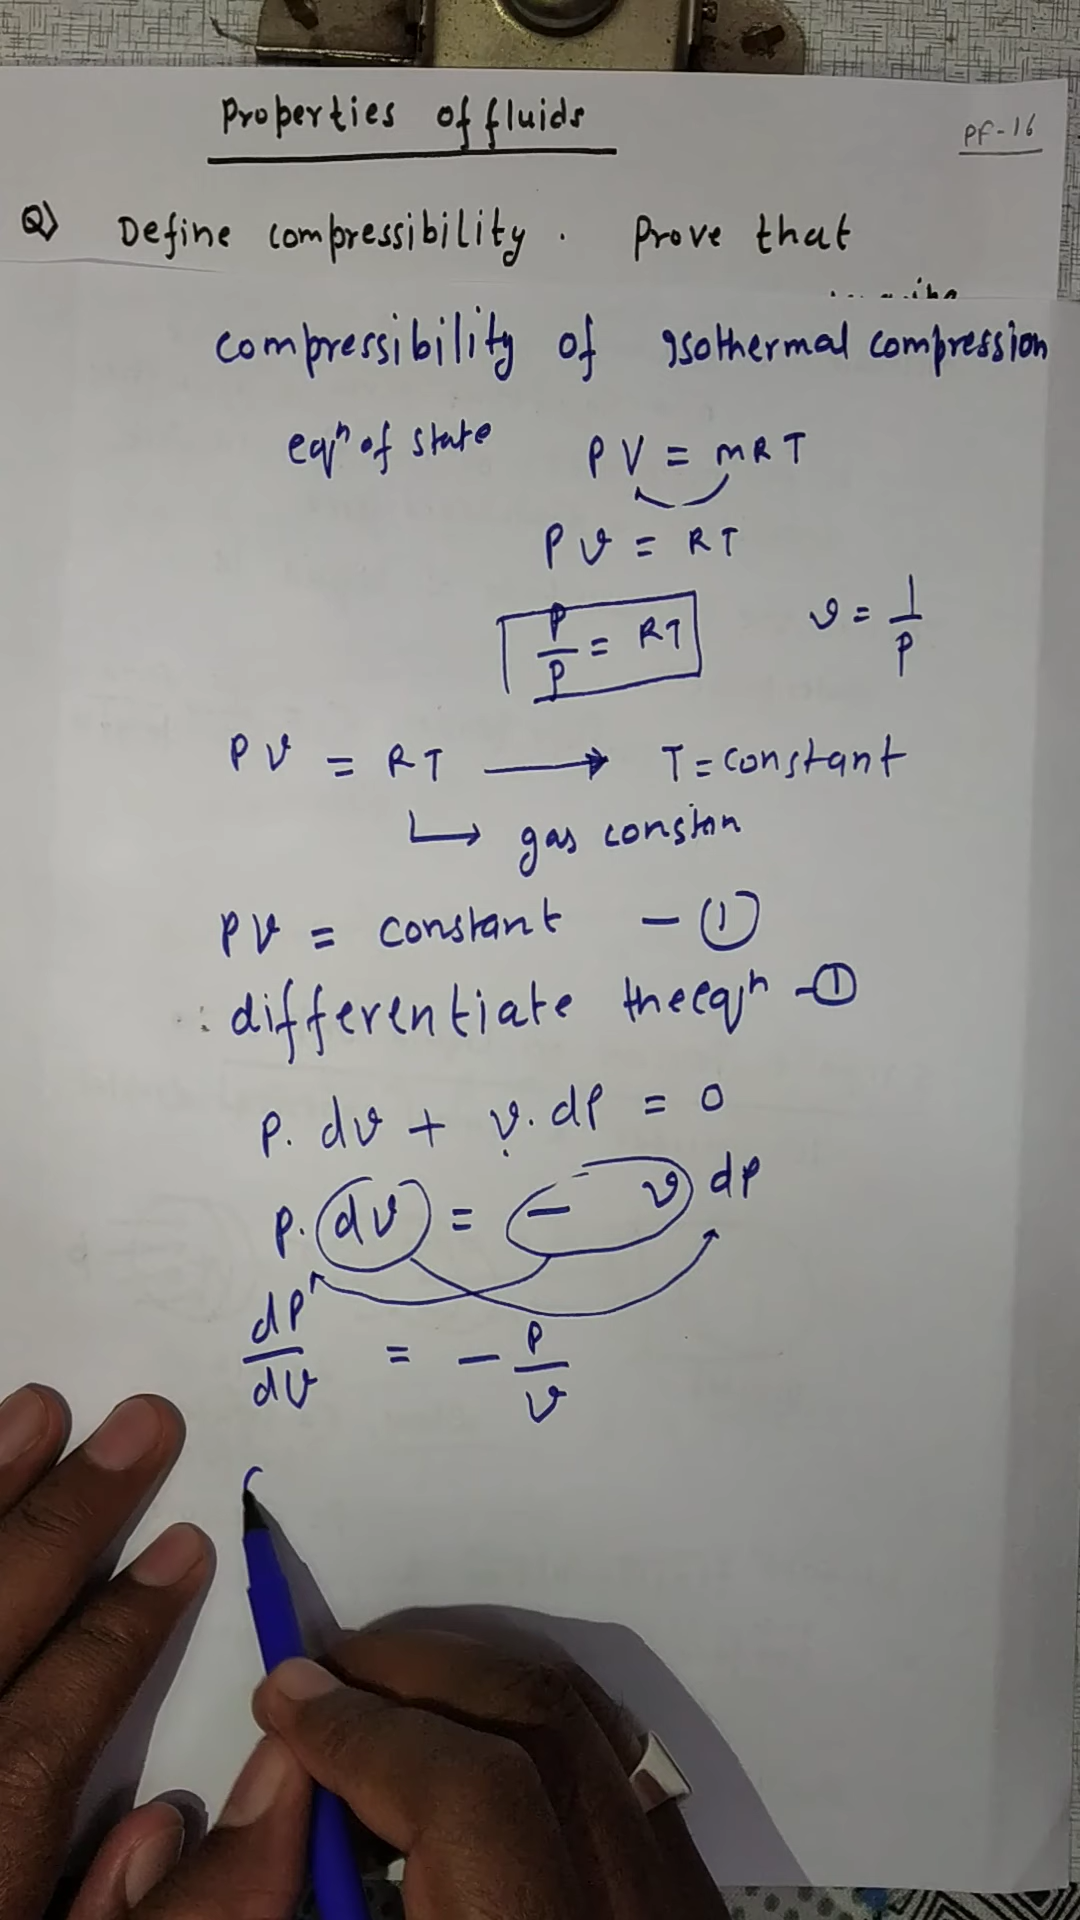 Properties of fluids
PF-16
Q) Define compressibility. Prove that
compressibility of Isothermal compression
eqⁿ of state PV = mRT
Pv = RT
P/ρ = RT v = 1/ρ
Pv = RT → T = constant
↳ gas constan
Pv = constant - ①
differentiate the eqⁿ - ①
P. dv + v. dP = 0
P. dv = - v dP
dP/dv = - P/v